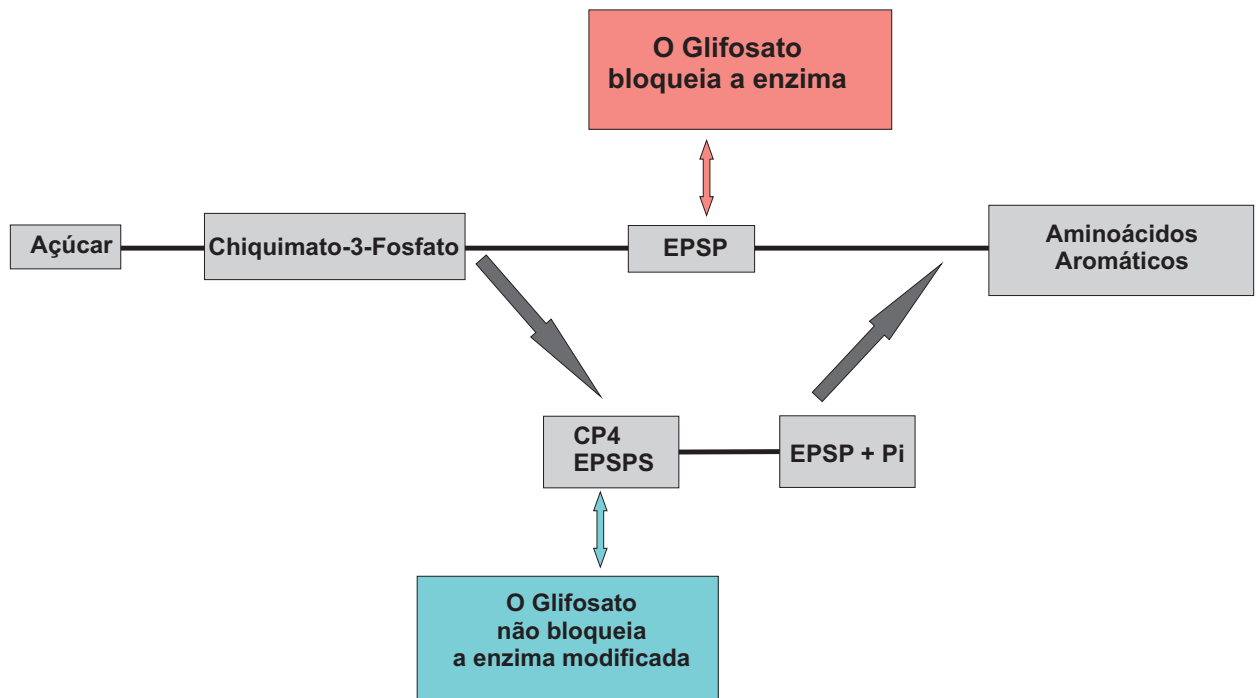 O Glifosato
bloqueia a enzima
Açúcar
Chiquimato-3-Fosfato
EPSP
Aminoácidos
Aromáticos
CP4
EPSPS
EPSP + Pi
O Glifosato
não bloqueia
a enzima modificada